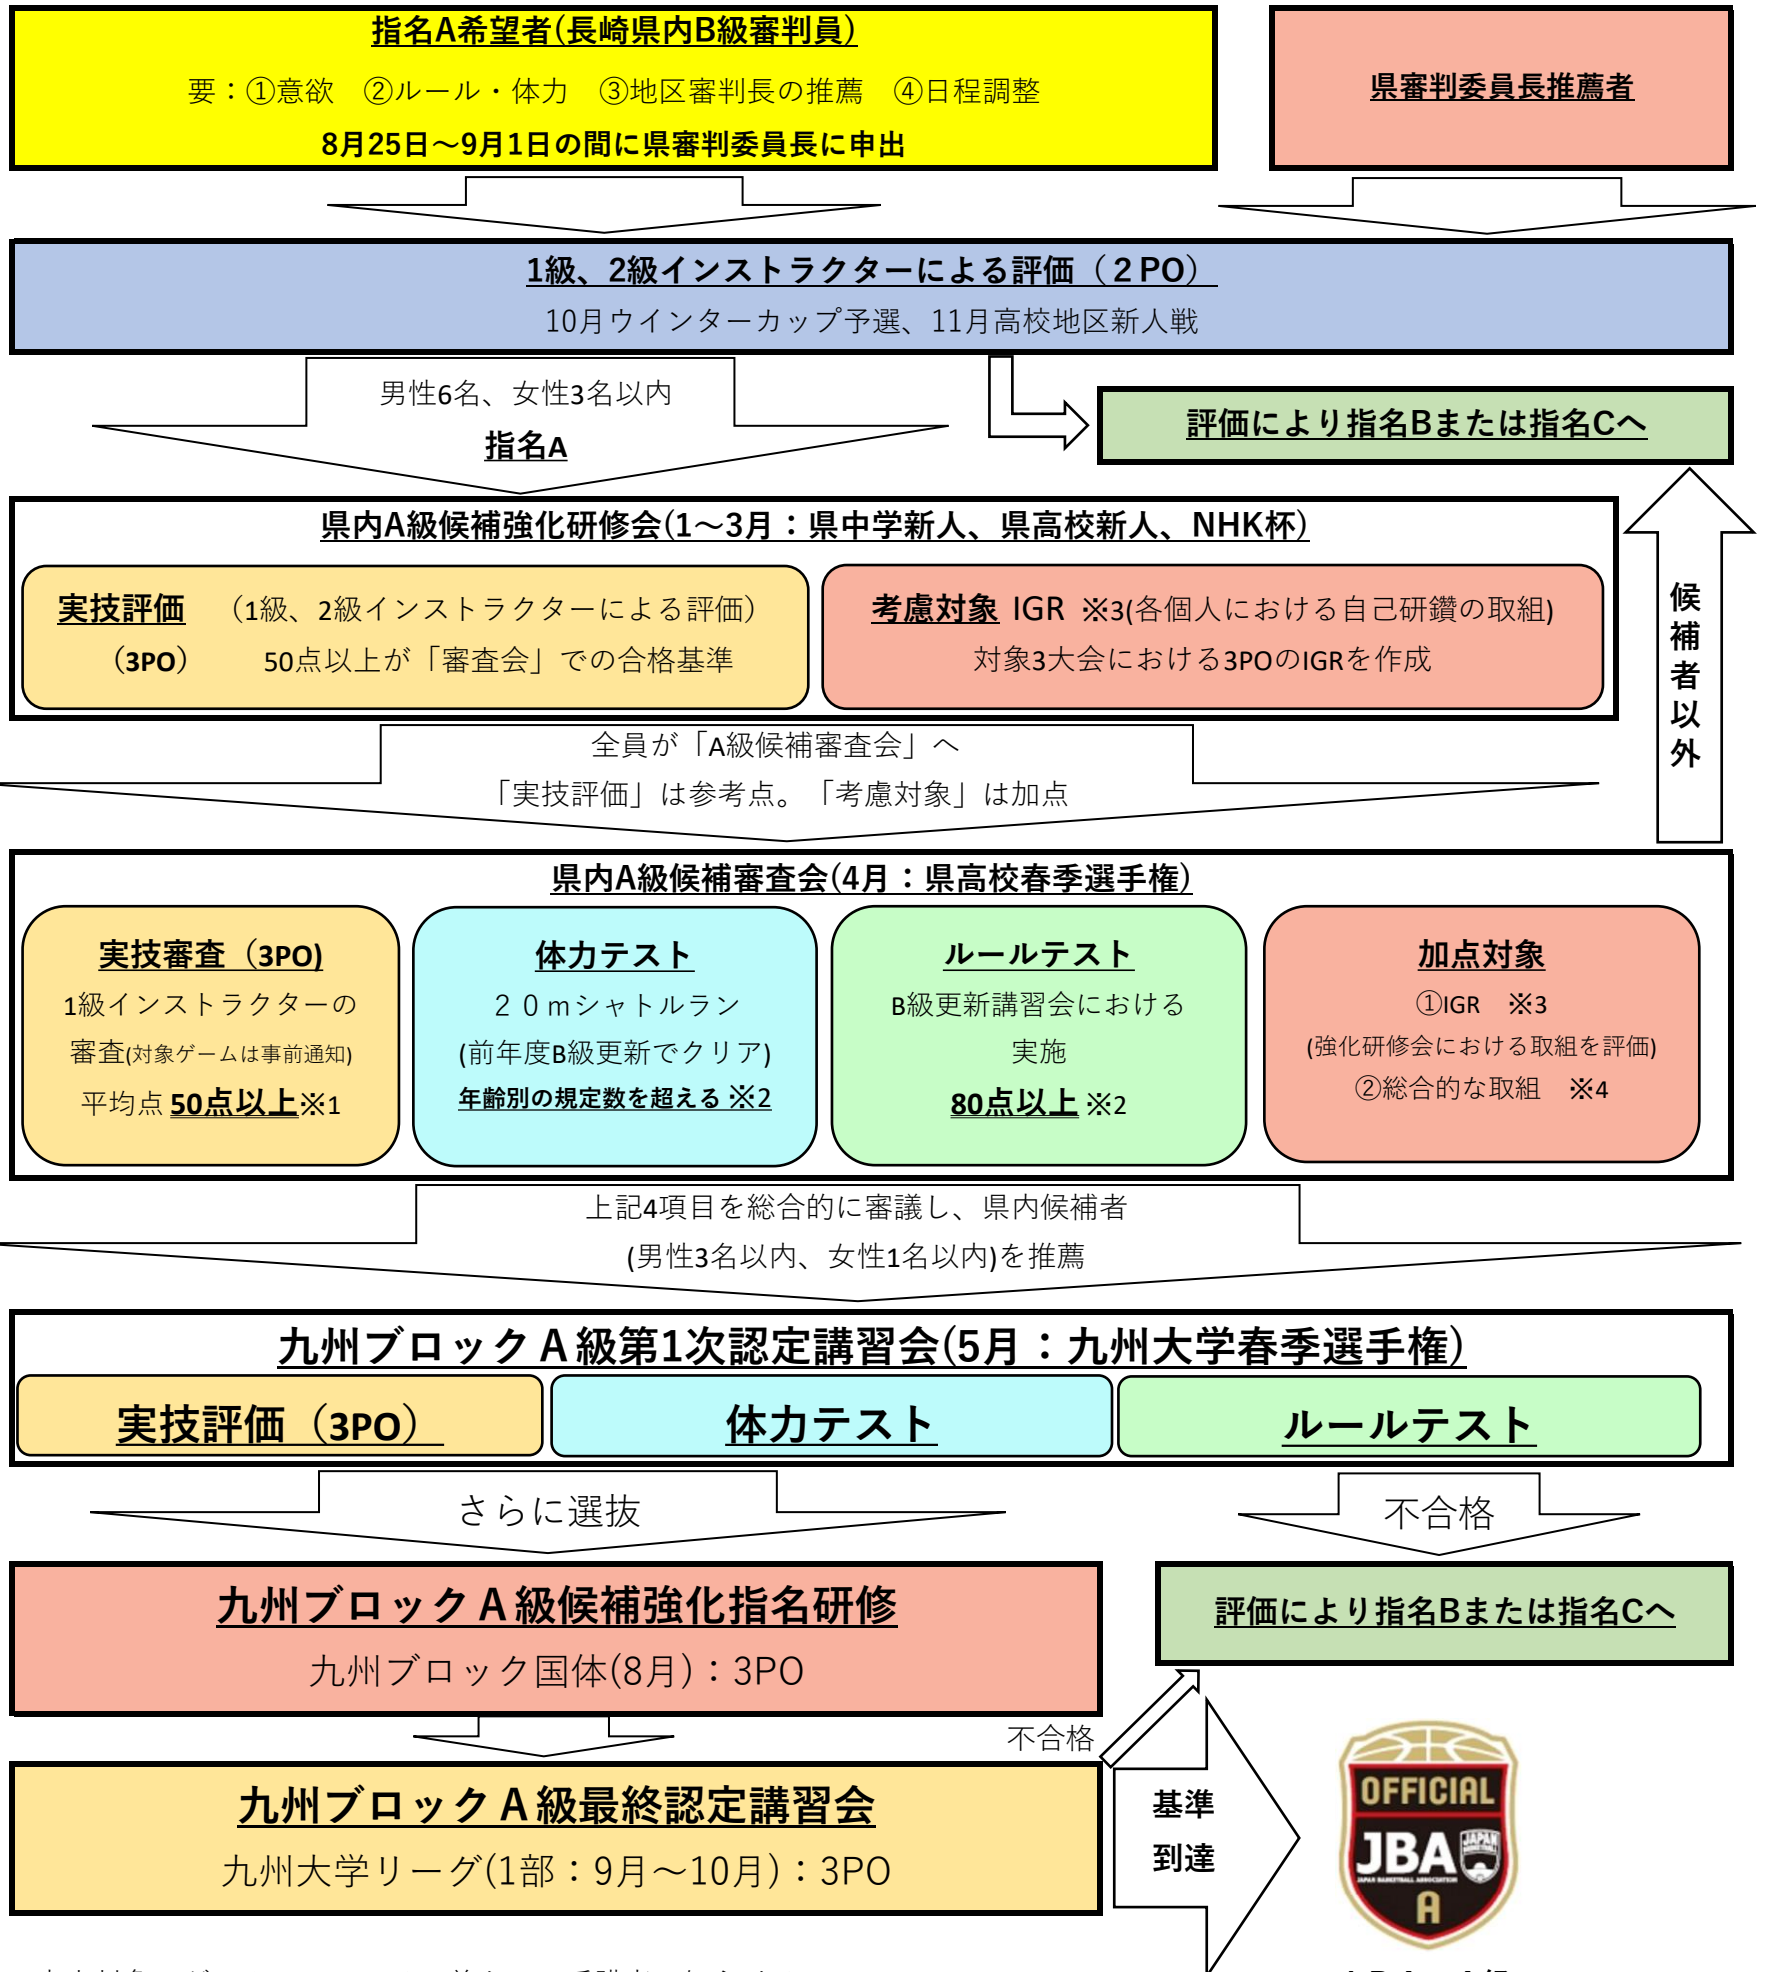 指名A希望者(長崎県内B級審判員)
要：①意欲　②ルール・体力　③地区審判長の推薦　④日程調整
8月25日～9月1日の間に県審判委員長に申出
県審判委員長推薦者
1級、2級インストラクターによる評価（２PO）
10月ウインターカップ予選、11月高校地区新人戦
男性6名、女性3名以内
指名A
評価により指名Bまたは指名Cへ
県内A級候補強化研修会(1～3月：県中学新人、県高校新人、NHK杯)
実技評価　（1級、2級インストラクターによる評価）
（3PO）　　50点以上が「審査会」での合格基準
考慮対象 IGR ※3(各個人における自己研鑽の取組)
対象3大会における3POのIGRを作成
候補者以外
全員が「A級候補審査会」へ
「実技評価」は参考点。「考慮対象」は加点
県内A級候補審査会(4月：県高校春季選手権)
実技審査（3PO)
1級インストラクターの
審査(対象ゲームは事前通知)
平均点 50点以上※1
体力テスト
２０ｍシャトルラン
(前年度B級更新でクリア)
年齢別の規定数を超える ※2
ルールテスト
B級更新講習会における
実施
80点以上 ※2
加点対象
①IGR　※3
(強化研修会における取組を評価)
②総合的な取組　※4
上記4項目を総合的に審議し、県内候補者
(男性3名以内、女性1名以内)を推薦
九州ブロックＡ級第1次認定講習会(5月：九州大学春季選手権)
実技評価（3PO）
体力テスト
ルールテスト
さらに選抜
不合格
九州ブロックＡ級候補強化指名研修
九州ブロック国体(8月)：3PO
評価により指名Bまたは指名Cへ
不合格
九州ブロックＡ級最終認定講習会
九州大学リーグ(1部：9月～10月)：3PO
基準
到達
OFFICIAL
JBA
JAPAN
JAPAN BASKETBALL ASSOCIATION
A